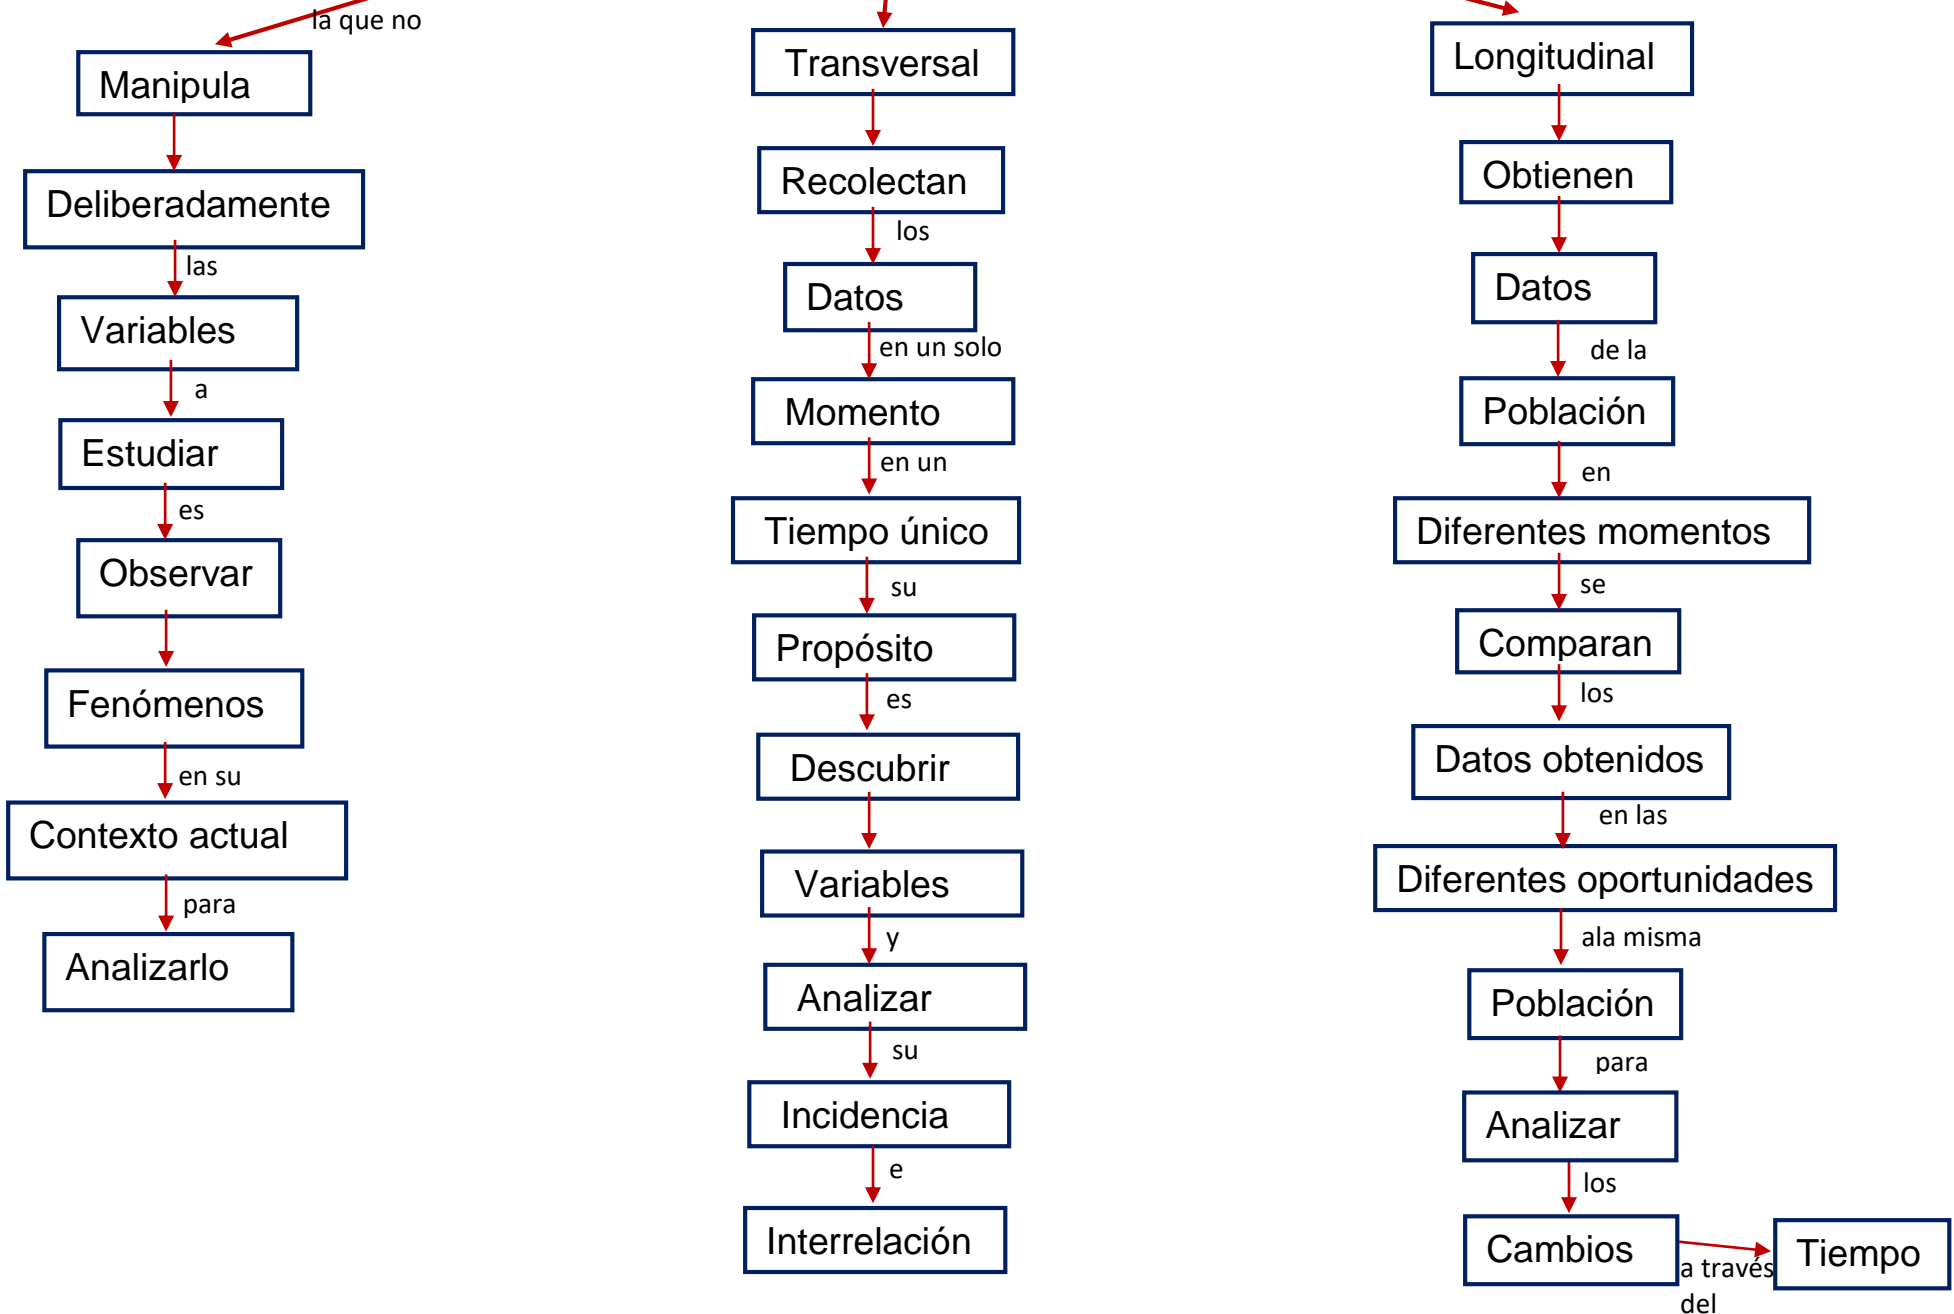 la que no
Manipula
Deliberadamente
las
Variables
a
Estudiar
es
Observar
Fenómenos
en su
Contexto actual
para
Analizarlo
Transversal
Recolectan
los
Datos
en un solo
Momento
en un
Tiempo único
su
Propósito
es
Descubrir
Variables
y
Analizar
su
Incidencia
e
Interrelación
Longitudinal
Obtienen
Datos
de la
Población
en
Diferentes momentos
se
Comparan
los
Datos obtenidos
en las
Diferentes oportunidades
ala misma
Población
para
Analizar
los
Cambios
a través
del
Tiempo